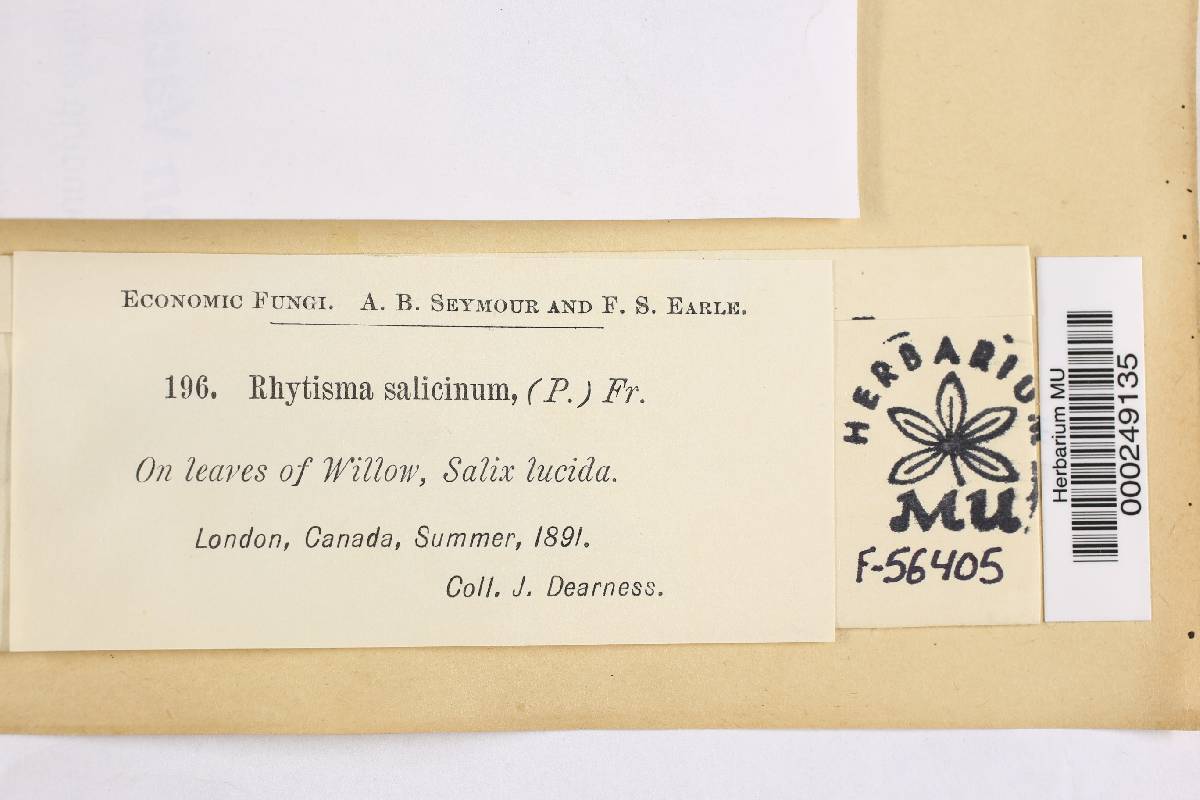 Economic Fungi. A. B. Seymour and F. S. Earle.
196. Rhytisma salicinum, (P.) Fr.
On leaves of Willow, Salix lucida.
London, Canada, Summer, 1891.
Coll. J. Dearness.
HERBARIUM
MU
F-56405
Herbarium MU
000249135